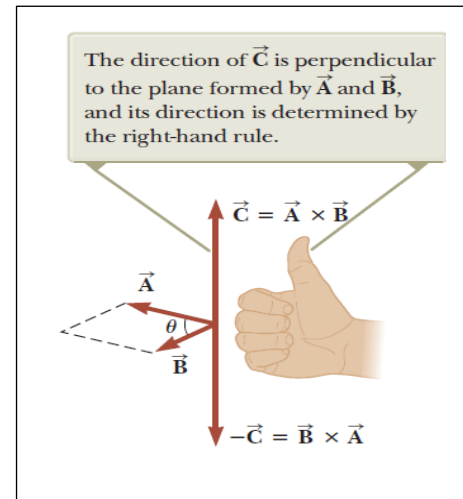 The direction of C⃗ is perpendicular
to the plane formed by A⃗ and B⃗,
and its direction is determined by
the right-hand rule.
C⃗ = A⃗ × B⃗
A⃗
θ
B⃗
−C⃗ = B⃗ × A⃗